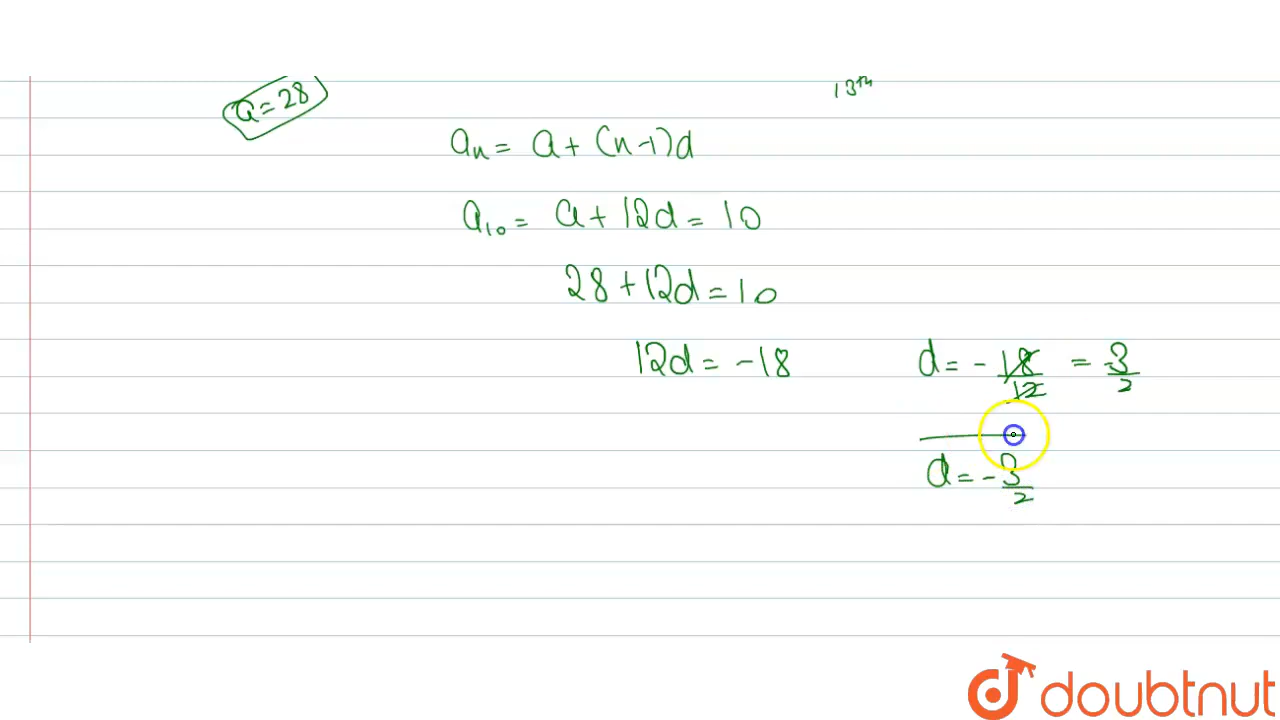 a=28
13th
an = a + (n-1)d
a10 = a + 12d = 10
28 + 12d = 10
12d = -18 d = -18/12 = -3/2
d = -3/2
doubtnut